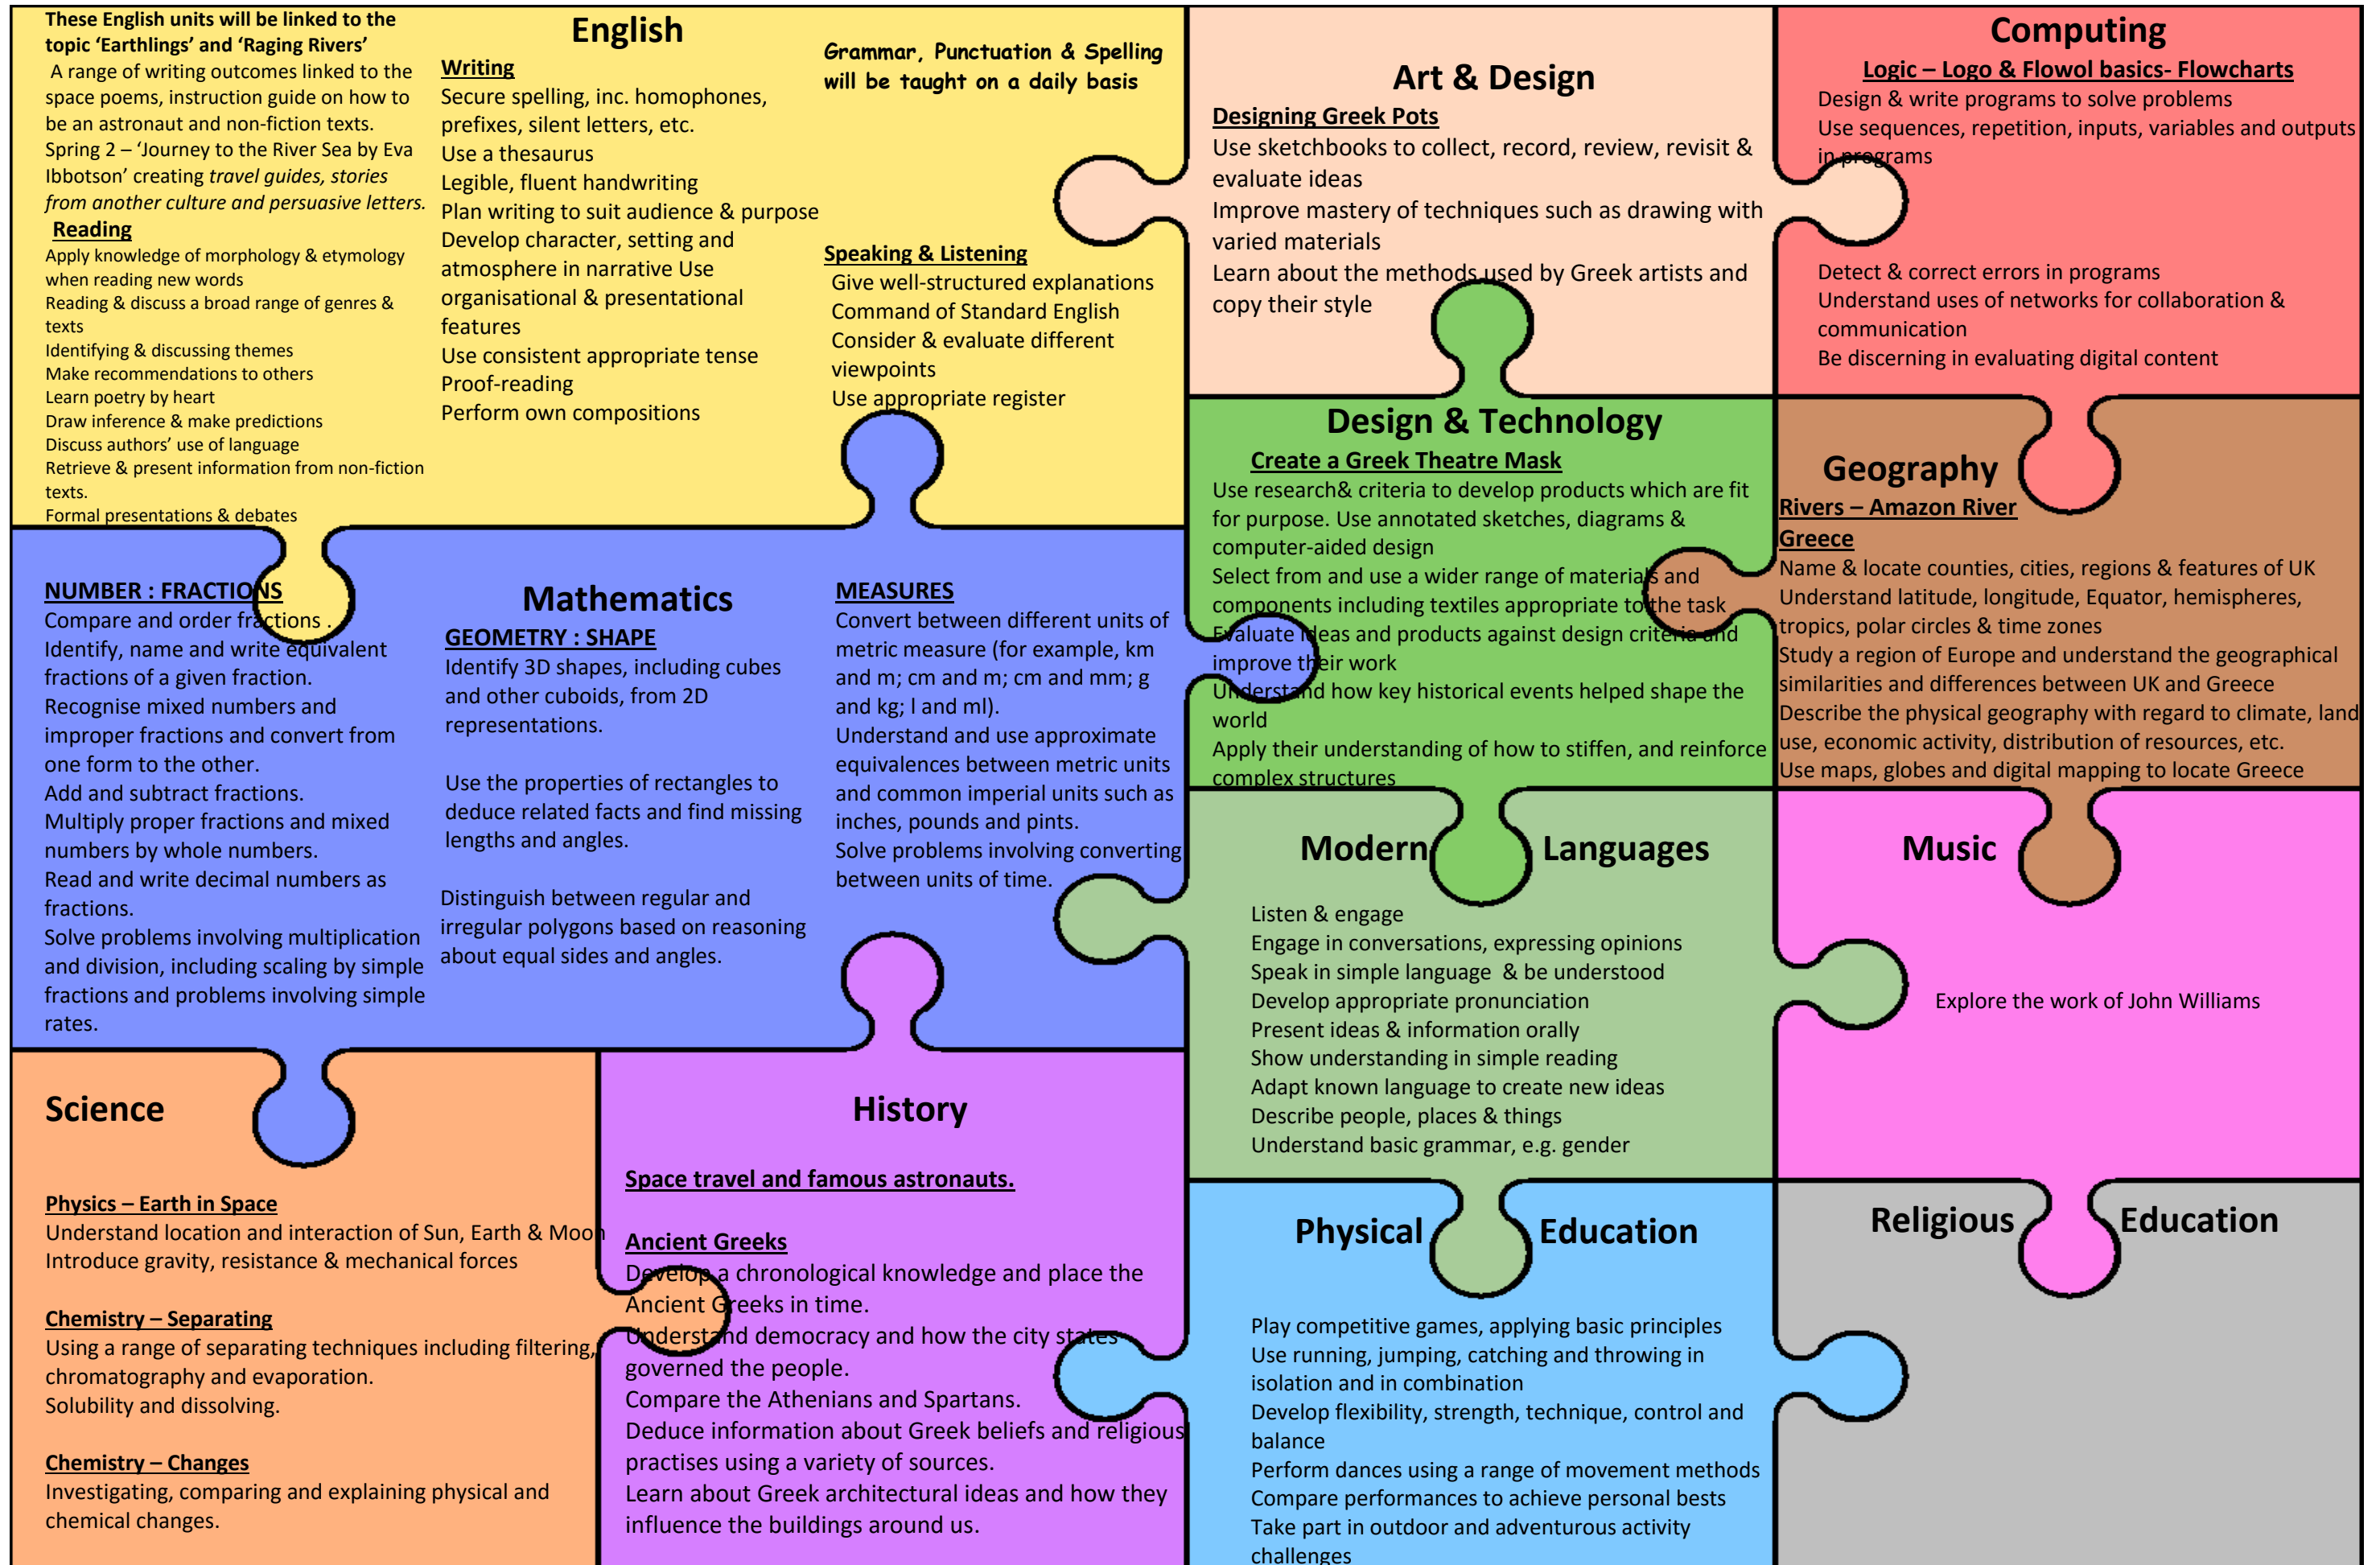 These English units will be linked to the
topic ‘Earthlings’ and ‘Raging Rivers’
A range of writing outcomes linked to the
space poems, instruction guide on how to
be an astronaut and non-fiction texts.
Spring 2 – ‘Journey to the River Sea by Eva
Ibbotson’ creating travel guides, stories
from another culture and persuasive letters.
Reading
Apply knowledge of morphology & etymology
when reading new words
Reading & discuss a broad range of genres &
texts
Identifying & discussing themes
Make recommendations to others
Learn poetry by heart
Draw inference & make predictions
Discuss authors’ use of language
Retrieve & present information from non-fiction
texts.
Formal presentations & debates
English
Writing
Secure spelling, inc. homophones,
prefixes, silent letters, etc.
Use a thesaurus
Legible, fluent handwriting
Plan writing to suit audience & purpose
Develop character, setting and
atmosphere in narrative Use
organisational & presentational
features
Use consistent appropriate tense
Proof-reading
Perform own compositions
Grammar, Punctuation & Spelling
will be taught on a daily basis
Speaking & Listening
Give well-structured explanations
Command of Standard English
Consider & evaluate different
viewpoints
Use appropriate register
Art & Design
Designing Greek Pots
Use sketchbooks to collect, record, review, revisit &
evaluate ideas
Improve mastery of techniques such as drawing with
varied materials
Learn about the methods used by Greek artists and
copy their style
Computing
Logic – Logo & Flowol basics- Flowcharts
Design & write programs to solve problems
Use sequences, repetition, inputs, variables and outputs
in programs
Detect & correct errors in programs
Understand uses of networks for collaboration &
communication
Be discerning in evaluating digital content
Design & Technology
Create a Greek Theatre Mask
Use research& criteria to develop products which are fit
for purpose. Use annotated sketches, diagrams &
computer-aided design
Select from and use a wider range of materials and
components including textiles appropriate to the task
Evaluate ideas and products against design criteria and
improve their work
Understand how key historical events helped shape the
world
Apply their understanding of how to stiffen, and reinforce
complex structures
Geography
Rivers – Amazon River
Greece
Name & locate counties, cities, regions & features of UK
Understand latitude, longitude, Equator, hemispheres,
tropics, polar circles & time zones
Study a region of Europe and understand the geographical
similarities and differences between UK and Greece
Describe the physical geography with regard to climate, land
use, economic activity, distribution of resources, etc.
Use maps, globes and digital mapping to locate Greece
NUMBER : FRACTIONS
Compare and order fractions .
Identify, name and write equivalent
fractions of a given fraction.
Recognise mixed numbers and
improper fractions and convert from
one form to the other.
Add and subtract fractions.
Multiply proper fractions and mixed
numbers by whole numbers.
Read and write decimal numbers as
fractions.
Solve problems involving multiplication
and division, including scaling by simple
fractions and problems involving simple
rates.
Mathematics
GEOMETRY : SHAPE
Identify 3D shapes, including cubes
and other cuboids, from 2D
representations.
Use the properties of rectangles to
deduce related facts and find missing
lengths and angles.
Distinguish between regular and
irregular polygons based on reasoning
about equal sides and angles.
MEASURES
Convert between different units of
metric measure (for example, km
and m; cm and m; cm and mm; g
and kg; l and ml).
Understand and use approximate
equivalences between metric units
and common imperial units such as
inches, pounds and pints.
Solve problems involving converting
between units of time.
Modern Languages
Listen & engage
Engage in conversations, expressing opinions
Speak in simple language & be understood
Develop appropriate pronunciation
Present ideas & information orally
Show understanding in simple reading
Adapt known language to create new ideas
Describe people, places & things
Understand basic grammar, e.g. gender
Music
Explore the work of John Williams
Science
Physics – Earth in Space
Understand location and interaction of Sun, Earth & Moon
Introduce gravity, resistance & mechanical forces
Chemistry – Separating
Using a range of separating techniques including filtering,
chromatography and evaporation.
Solubility and dissolving.
Chemistry – Changes
Investigating, comparing and explaining physical and
chemical changes.
History
Space travel and famous astronauts.
Ancient Greeks
Develop a chronological knowledge and place the
Ancient Greeks in time.
Understand democracy and how the city states
governed the people.
Compare the Athenians and Spartans.
Deduce information about Greek beliefs and religious
practises using a variety of sources.
Learn about Greek architectural ideas and how they
influence the buildings around us.
Physical Education
Play competitive games, applying basic principles
Use running, jumping, catching and throwing in
isolation and in combination
Develop flexibility, strength, technique, control and
balance
Perform dances using a range of movement methods
Compare performances to achieve personal bests
Take part in outdoor and adventurous activity
challenges
Religious Education